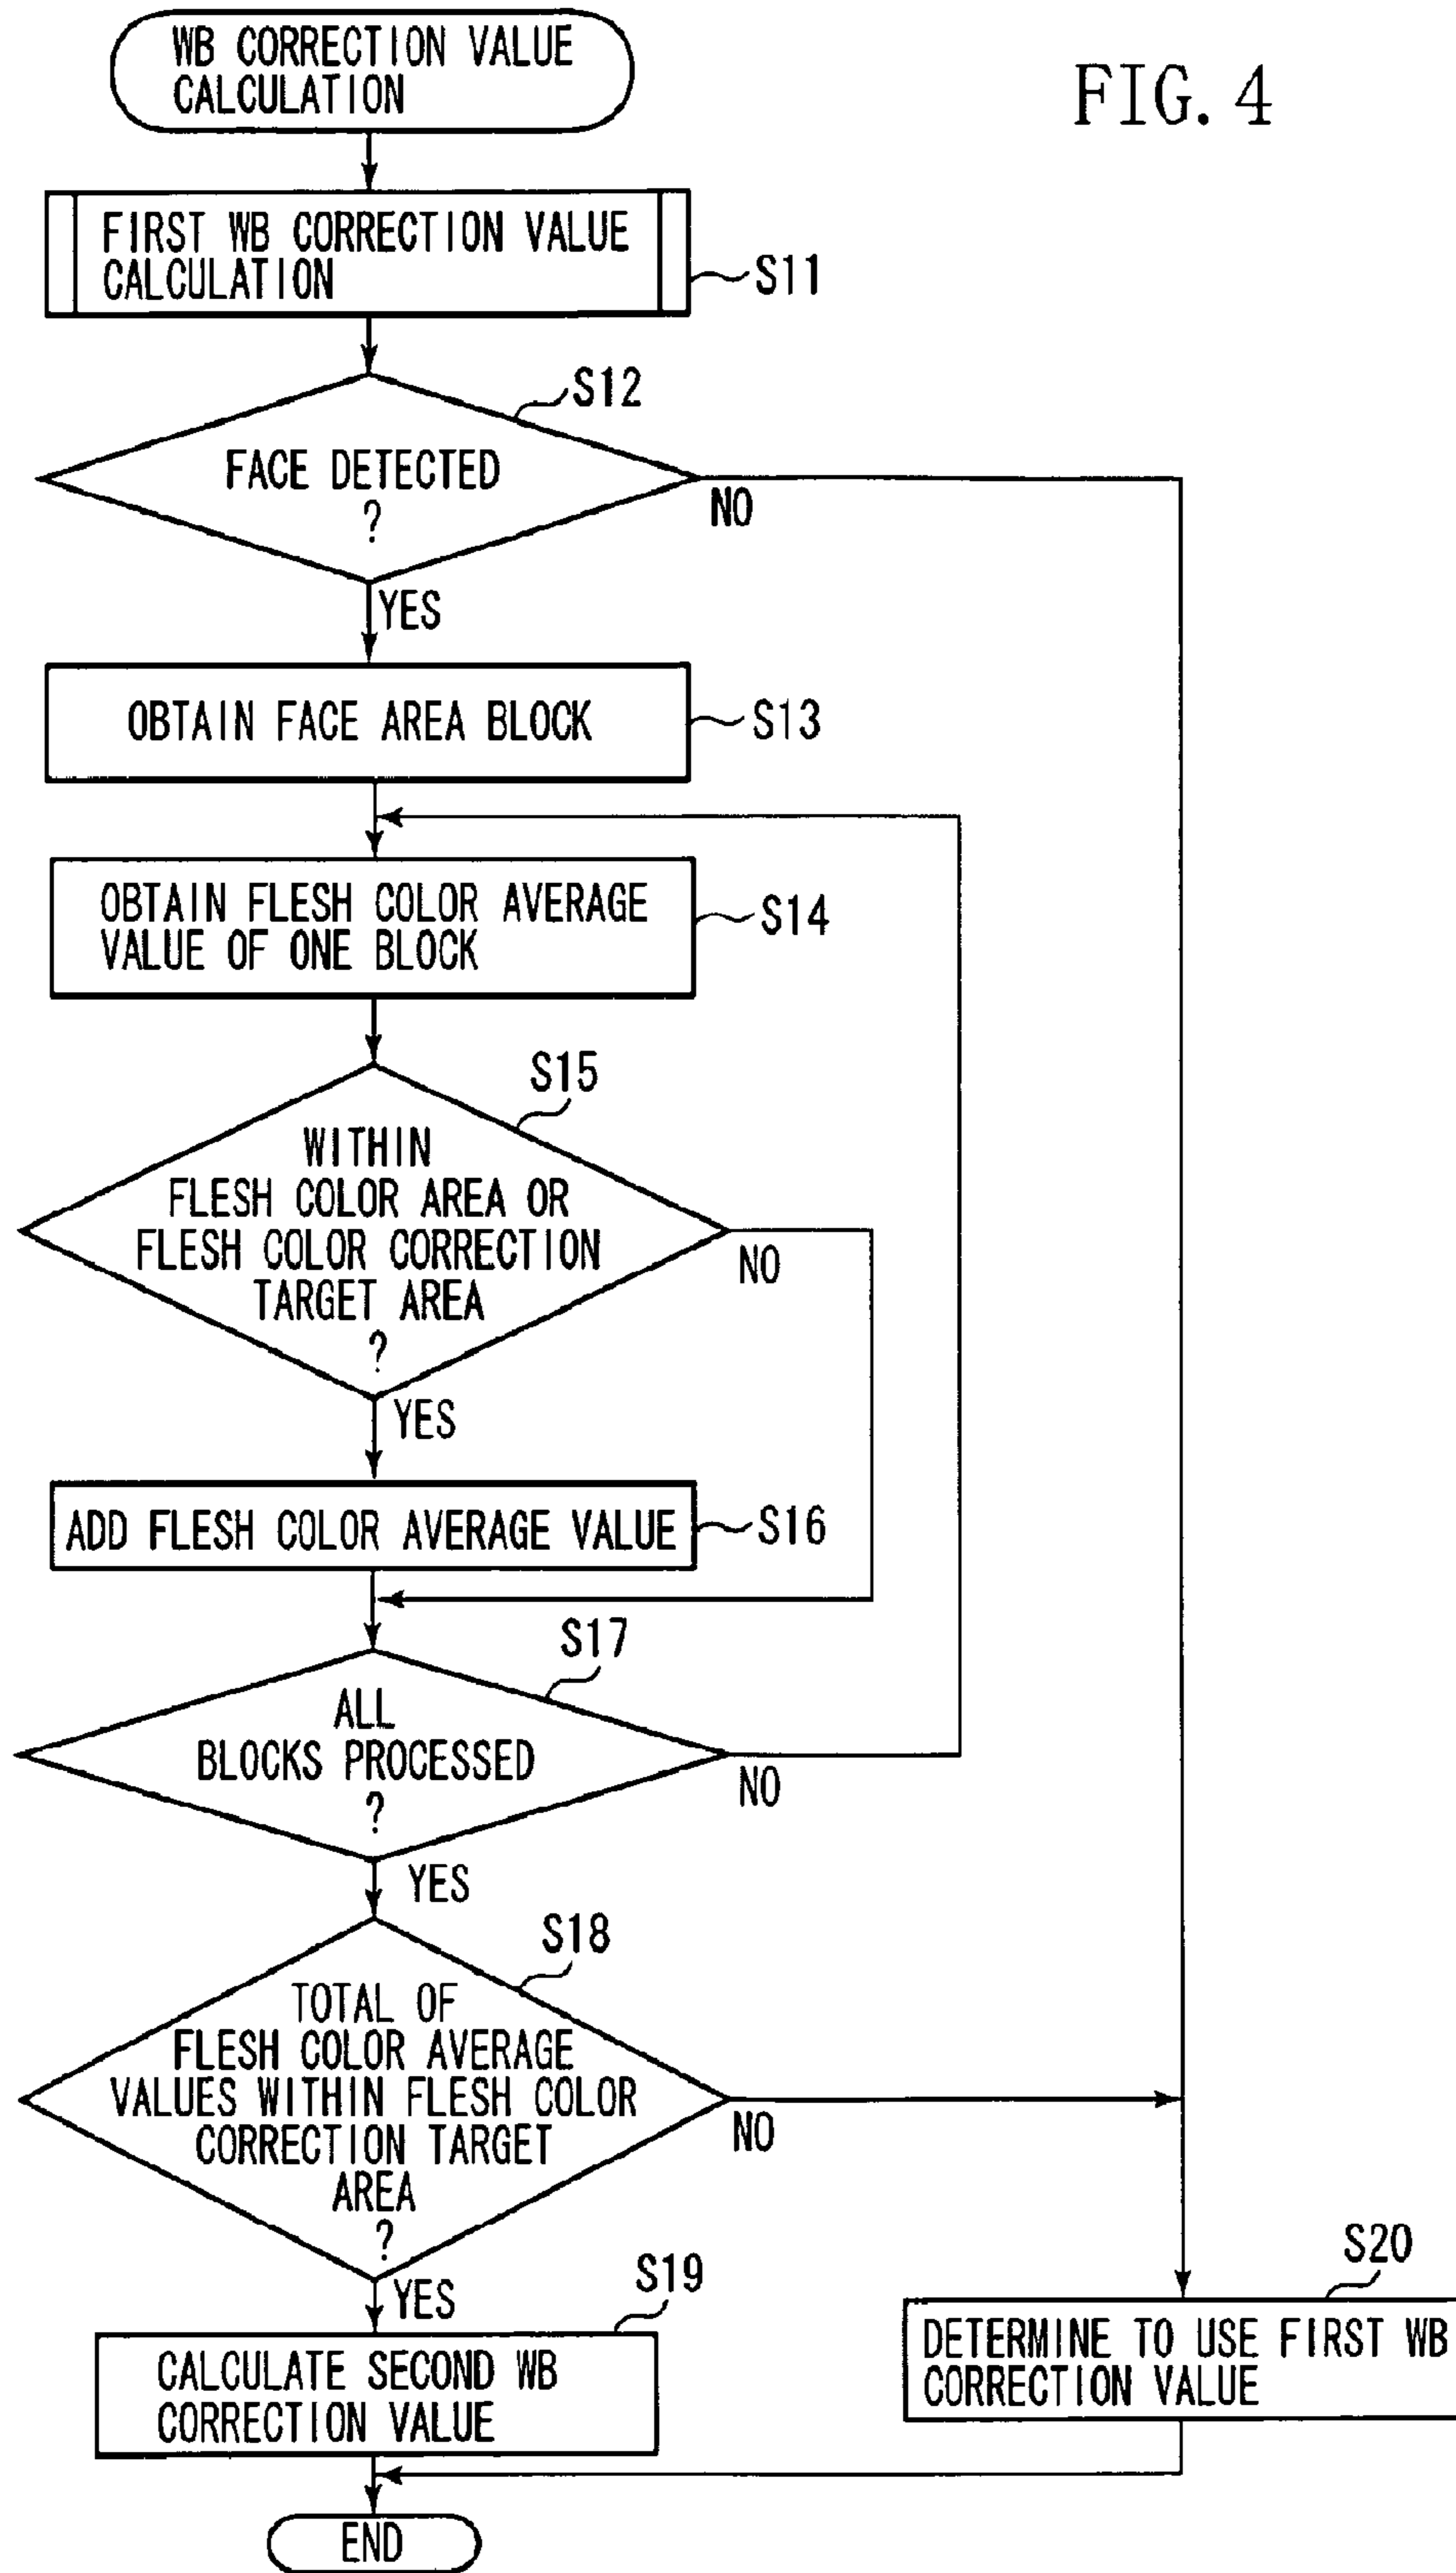 FIG. 4
WB CORRECTION VALUE
CALCULATION
FIRST WB CORRECTION VALUE
CALCULATION
S11
S12
FACE DETECTED
?
NO
YES
OBTAIN FACE AREA BLOCK
S13
OBTAIN FLESH COLOR AVERAGE
VALUE OF ONE BLOCK
S14
S15
WITHIN
FLESH COLOR AREA OR
FLESH COLOR CORRECTION
TARGET AREA
?
NO
YES
ADD FLESH COLOR AVERAGE VALUE
S16
S17
ALL
BLOCKS PROCESSED
?
NO
YES
S18
TOTAL OF
FLESH COLOR AVERAGE
VALUES WITHIN FLESH COLOR
CORRECTION TARGET
AREA
?
NO
YES
S19
CALCULATE SECOND WB
CORRECTION VALUE
S20
DETERMINE TO USE FIRST WB
CORRECTION VALUE
END